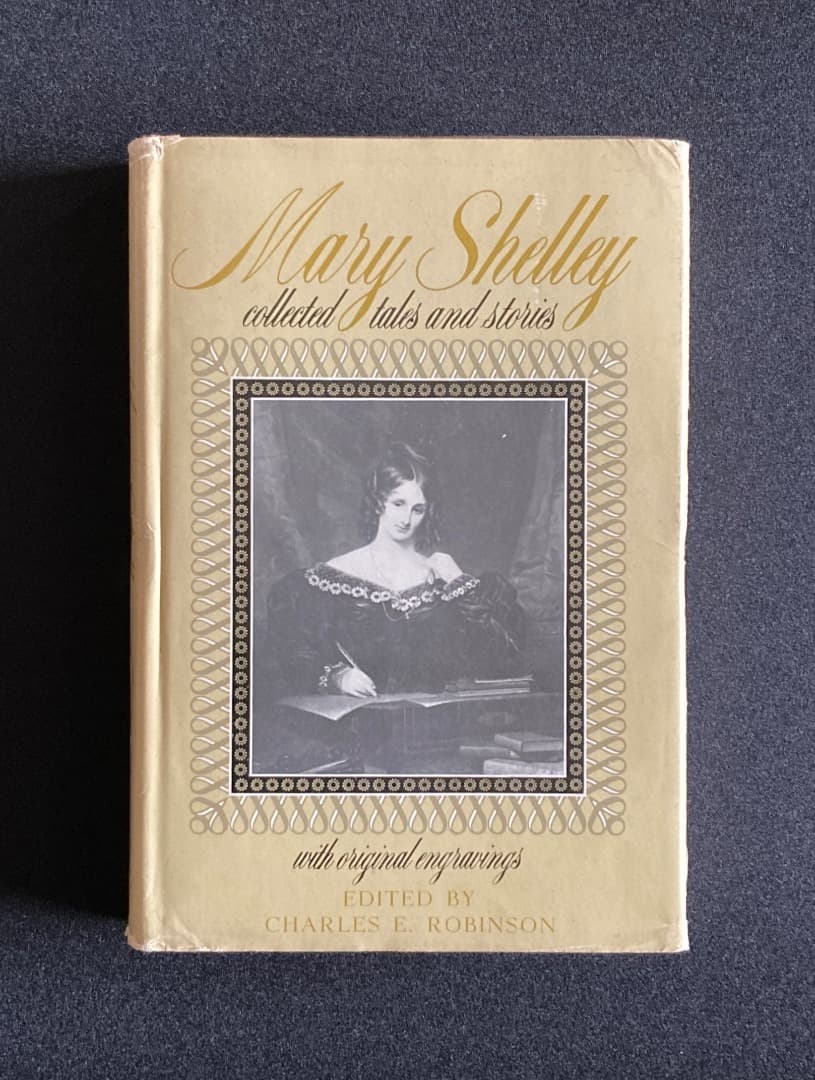 Mary Shelley
collected tales and stories
with original engravings
EDITED BY
CHARLES E. ROBINSON